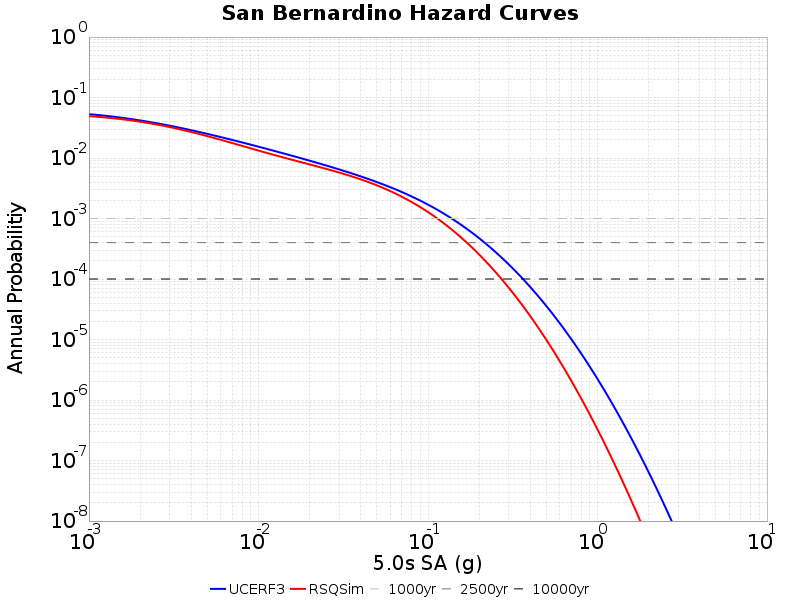 San Bernardino Hazard Curves
Annual Probabilitiy
10^0
10^-1
10^-2
10^-3
10^-4
10^-5
10^-6
10^-7
10^-8
10^-3 10^-2 10^-1 10^0 10^1
5.0s SA (g)
UCERF3 RSQSim 1000yr 2500yr 10000yr